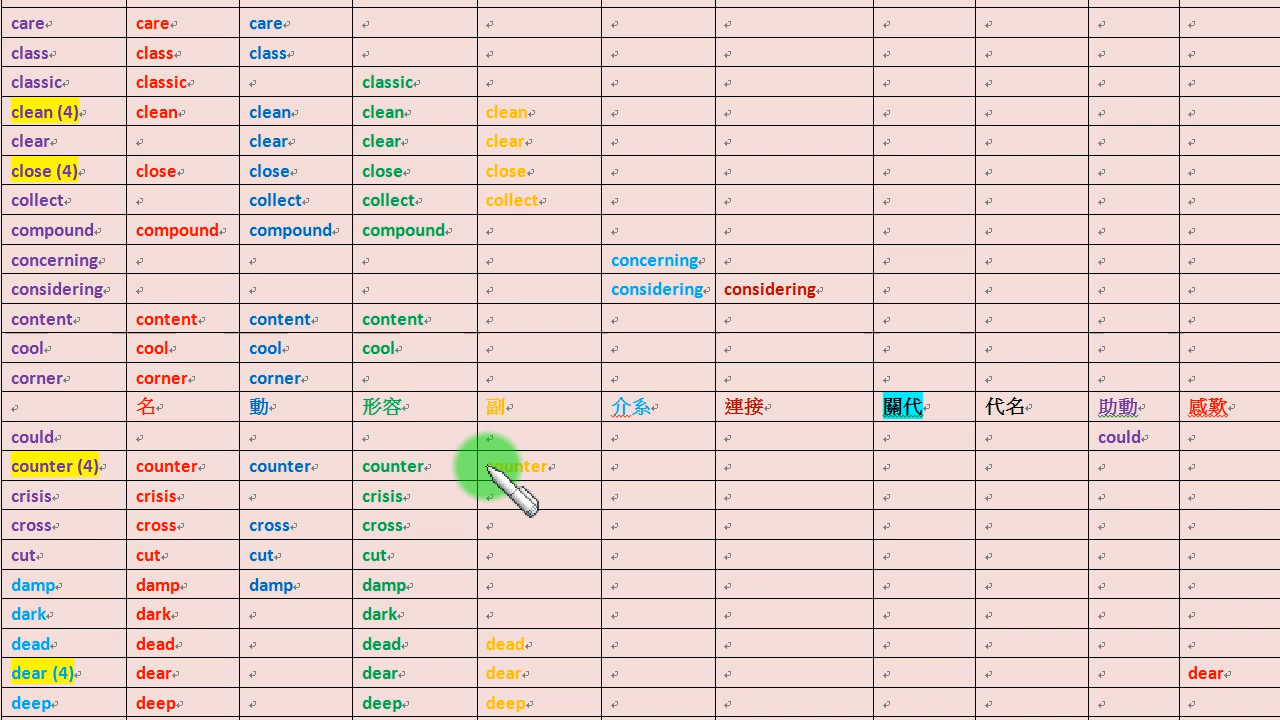 care care care
class class class
classic classic classic
clean (4) clean clean clean clean
clear clear clear clear
close (4) close close close close
collect collect collect collect
compound compound compound compound
concerning concerning
considering considering considering
content content content content
cool cool cool cool
corner corner corner
名 動 形容 副 介系 連接 關代 代名 助動 感歎
could could
counter (4) counter counter counter counter
crisis crisis crisis
cross cross cross cross
cut cut cut cut
damp damp damp damp
dark dark dark
dead dead dead dead
dear (4) dear dear dear dear
deep deep deep deep